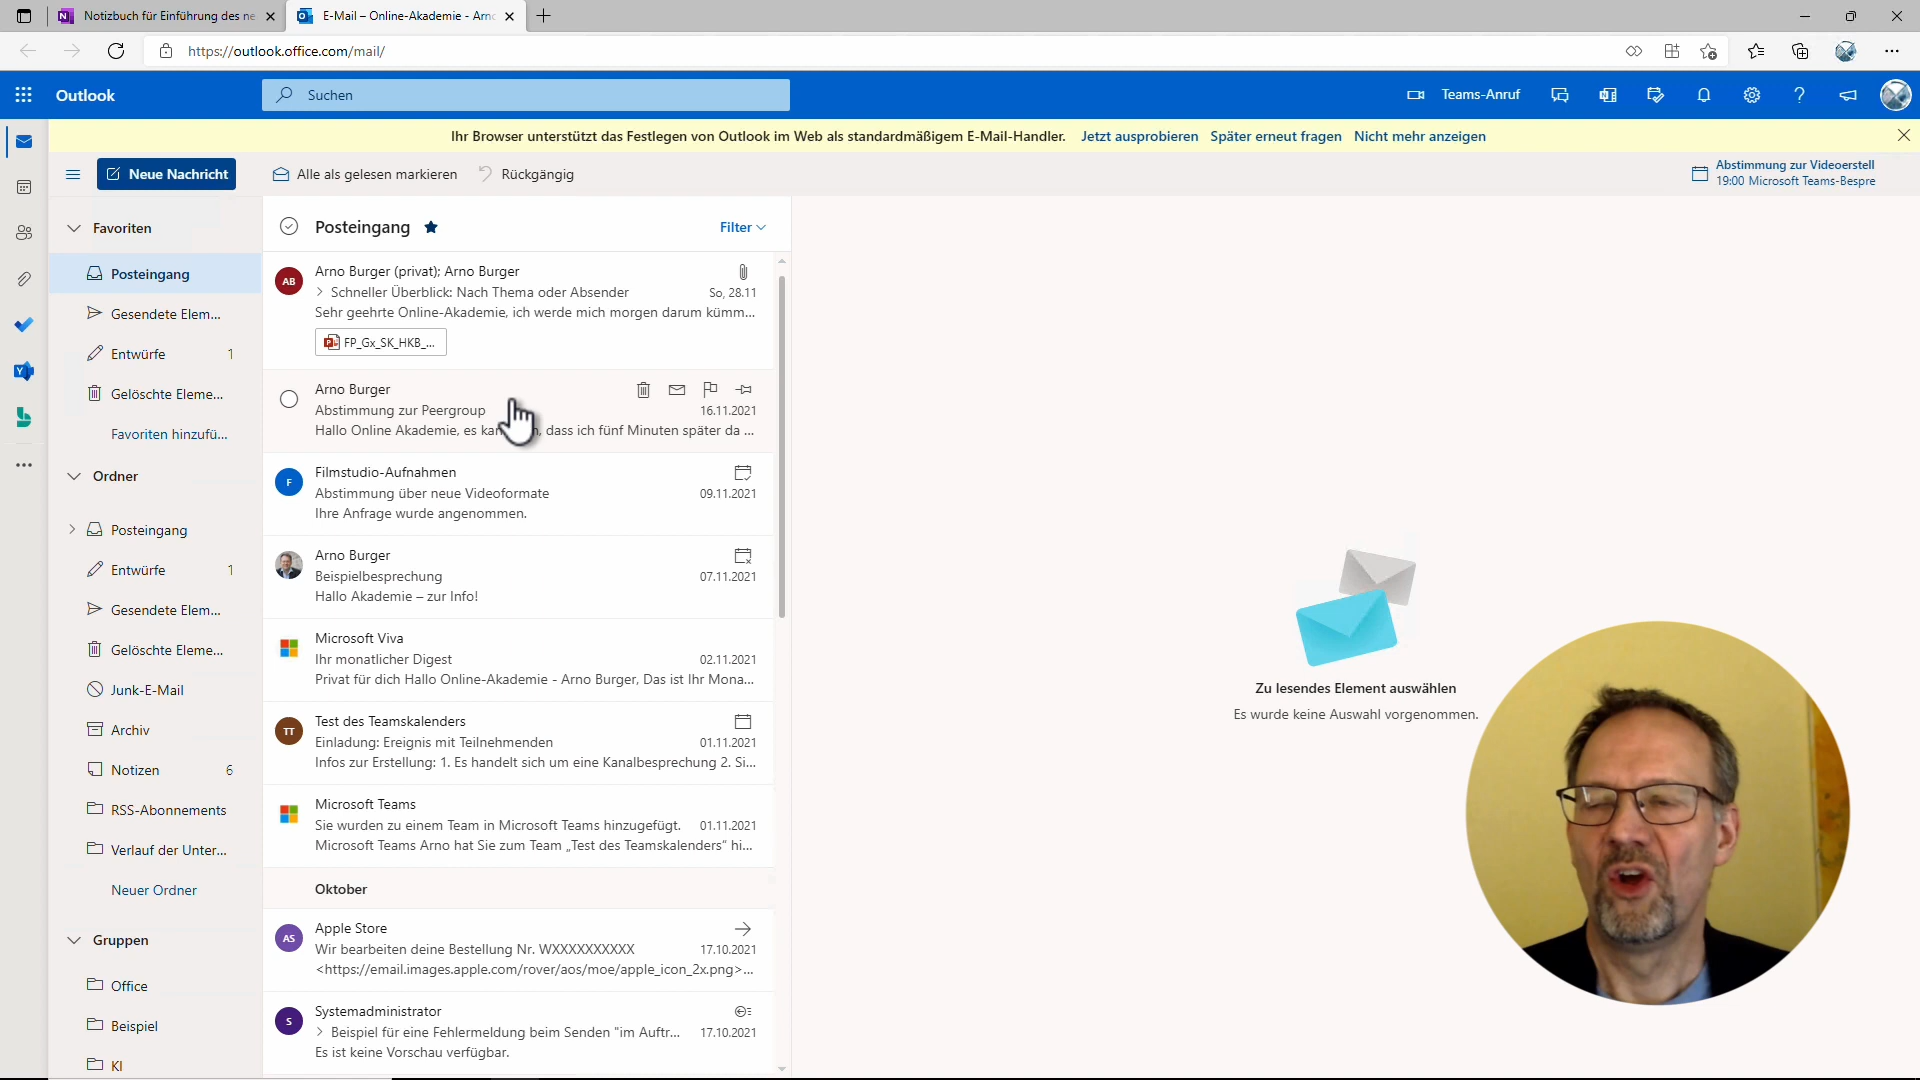 Notizbuch für Einführung des ne
E-Mail – Online-Akademie - Arno
https://outlook.office.com/mail/
Outlook
Suchen
Teams-Anruf
Ihr Browser unterstützt das Festlegen von Outlook im Web als standardmäßigem E-Mail-Handler. Jetzt ausprobieren Später erneut fragen Nicht mehr anzeigen
Neue Nachricht
Alle als gelesen markieren
Rückgängig
Abstimmung zur Videoerstell
19:00 Microsoft Teams-Bespre
Favoriten
Posteingang
Gesendete Elem...
Entwürfe 1
Gelöschte Eleme...
Favoriten hinzufü...
Ordner
Posteingang
Entwürfe 1
Gesendete Elem...
Gelöschte Eleme...
Junk-E-Mail
Archiv
Notizen 6
RSS-Abonnements
Verlauf der Unter...
Neuer Ordner
Gruppen
Office
Beispiel
KI
Posteingang
Filter
AB
Arno Burger (privat); Arno Burger
> Schneller Überblick: Nach Thema oder Absender So, 28.11
Sehr geehrte Online-Akademie, ich werde mich morgen darum kümm...
FP_Gx_SK_HKB_...
Arno Burger
Abstimmung zur Peergroup 16.11.2021
Hallo Online Akademie, es dass ich fünf Minuten später da ...
F
Filmstudio-Aufnahmen
Abstimmung über neue Videoformate 09.11.2021
Ihre Anfrage wurde angenommen.
Arno Burger
Beispielbesprechung 07.11.2021
Hallo Akademie – zur Info!
Microsoft Viva
Ihr monatlicher Digest 02.11.2021
Privat für dich Hallo Online-Akademie - Arno Burger, Das ist Ihr Mona...
TT
Test des Teamskalenders
Einladung: Ereignis mit Teilnehmenden 01.11.2021
Infos zur Erstellung: 1. Es handelt sich um eine Kanalbesprechung 2. Si...
Microsoft Teams
Sie wurden zu einem Team in Microsoft Teams hinzugefügt. 01.11.2021
Microsoft Teams Arno hat Sie zum Team „Test des Teamskalenders" hi...
Oktober
AS
Apple Store
Wir bearbeiten deine Bestellung Nr. WXXXXXXXXXX 17.10.2021
<https://email.images.apple.com/rover/aos/moe/apple_icon_2x.png>...
S
Systemadministrator
> Beispiel für eine Fehlermeldung beim Senden "im Auftr... 17.10.2021
Es ist keine Vorschau verfügbar.
Zu lesendes Element auswählen
Es wurde keine Auswahl vorgenommen.